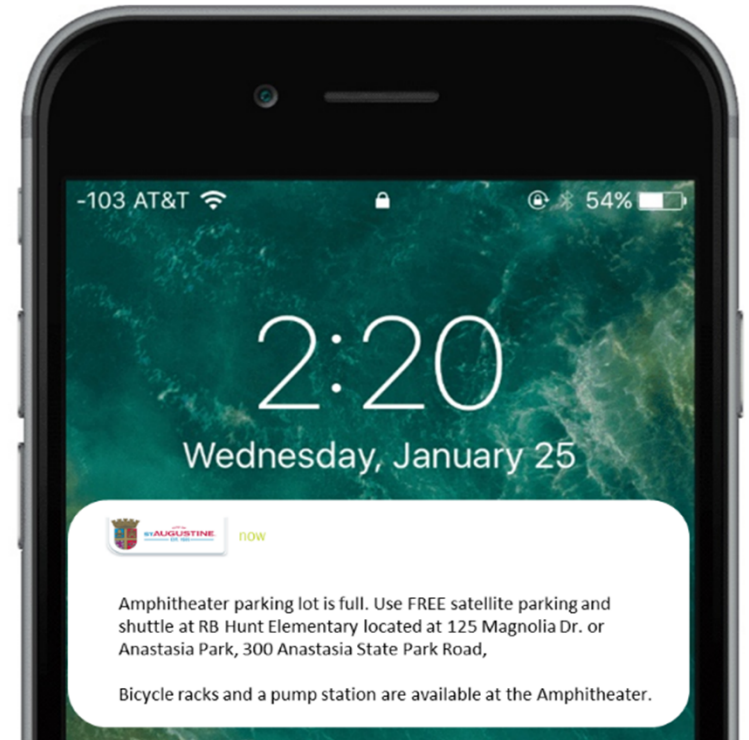 -103 AT&T 54%
2:20
Wednesday, January 25
ST AUGUSTINE
EST. 1565
now
Amphitheater parking lot is full. Use FREE satellite parking and
shuttle at RB Hunt Elementary located at 125 Magnolia Dr. or
Anastasia Park, 300 Anastasia State Park Road,
Bicycle racks and a pump station are available at the Amphitheater.